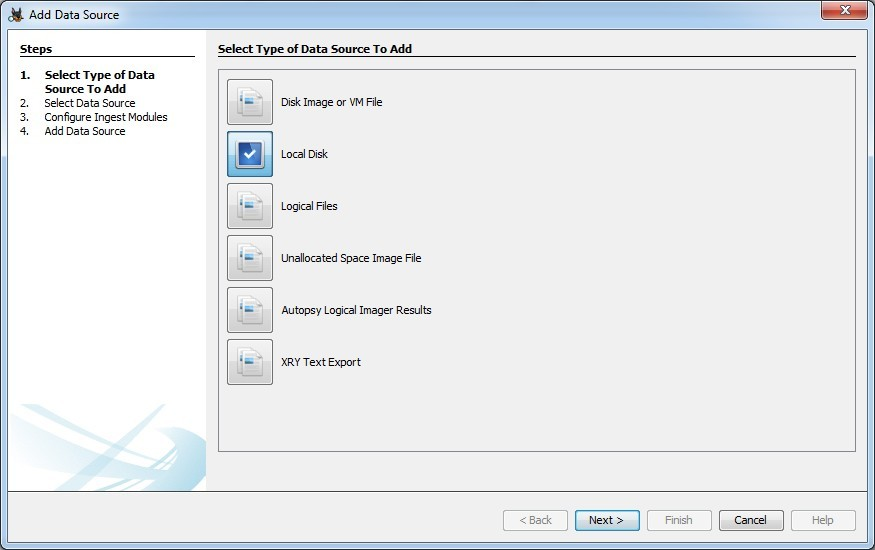 Add Data Source
Steps
1. Select Type of Data
Source To Add
2. Select Data Source
3. Configure Ingest Modules
4. Add Data Source
Select Type of Data Source To Add
Disk Image or VM File
Local Disk
Logical Files
Unallocated Space Image File
Autopsy Logical Imager Results
XRY Text Export
< Back
Next >
Finish
Cancel
Help